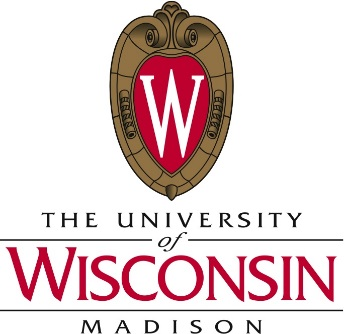 W
THE UNIVERSITY
of
WISCONSIN
MADISON